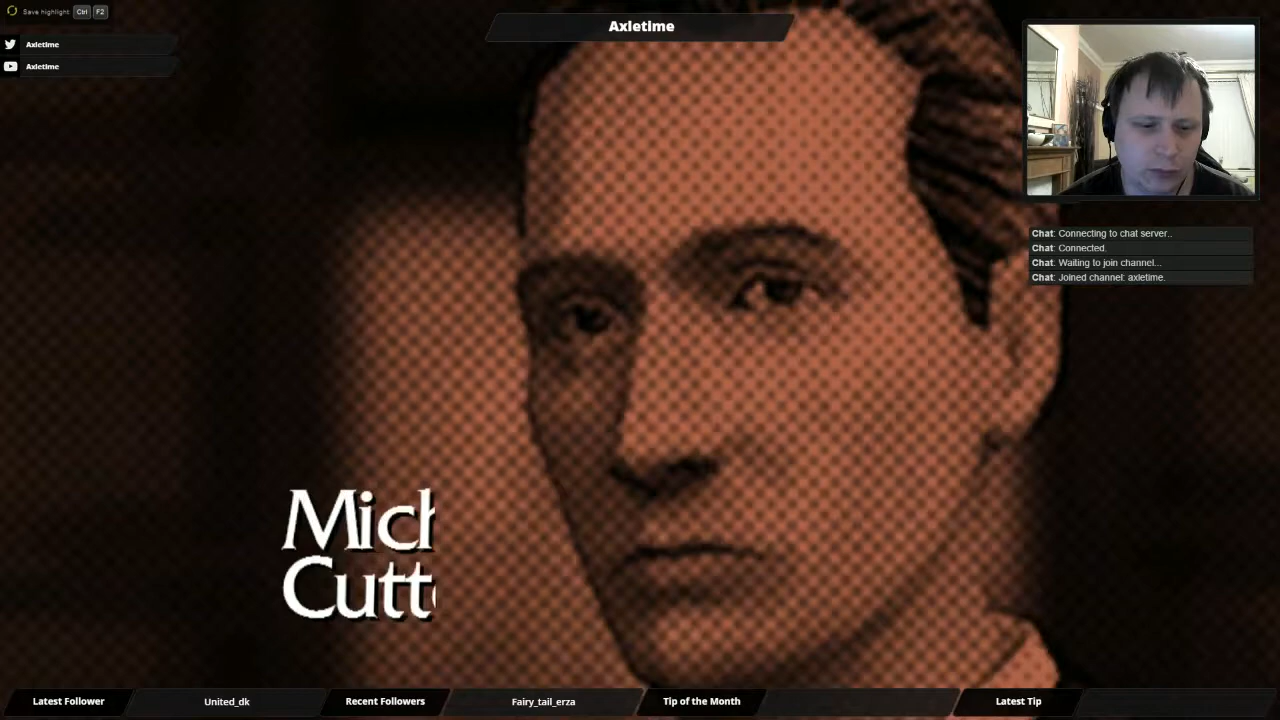 Save highlight: Ctrl F2
Axletime
Axletime
Axletime
Chat: Connecting to chat server..
Chat: Connected.
Chat: Waiting to join channel...
Chat: Joined channel: axletime.
Mich
Cutt
Latest Follower
United_dk
Recent Followers
Fairy_tail_erza
Tip of the Month
Latest Tip